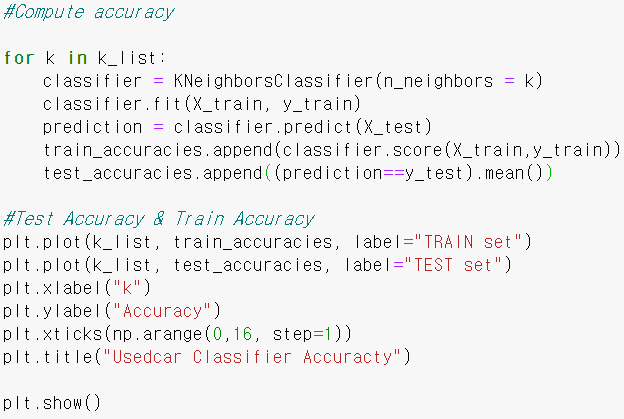 #Compute accuracy
for k in k_list:
    classifier = KNeighborsClassifier(n_neighbors = k)
    classifier.fit(X_train, y_train)
    prediction = classifier.predict(X_test)
    train_accuracies.append(classifier.score(X_train,y_train))
    test_accuracies.append((prediction==y_test).mean())
#Test Accuracy & Train Accuracy
plt.plot(k_list, train_accuracies, label="TRAIN set")
plt.plot(k_list, test_accuracies, label="TEST set")
plt.xlabel("k")
plt.ylabel("Accuracy")
plt.xticks(np.arange(0,16, step=1))
plt.title("Usedcar Classifier Accuracty")
plt.show()